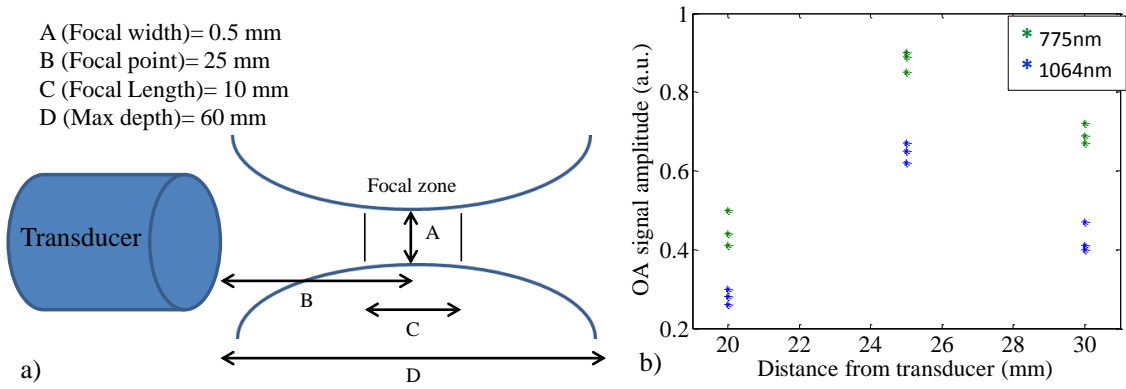 A (Focal width)= 0.5 mm
B (Focal point)= 25 mm
C (Focal Length)= 10 mm
D (Max depth)= 60 mm
Focal zone
Transducer
A
B
C
D
a)
1
0.8
0.6
0.4
0.2
OA signal amplitude (a.u.)
* 775nm
* 1064nm
20 22 24 26 28 30
Distance from transducer (mm)
b)